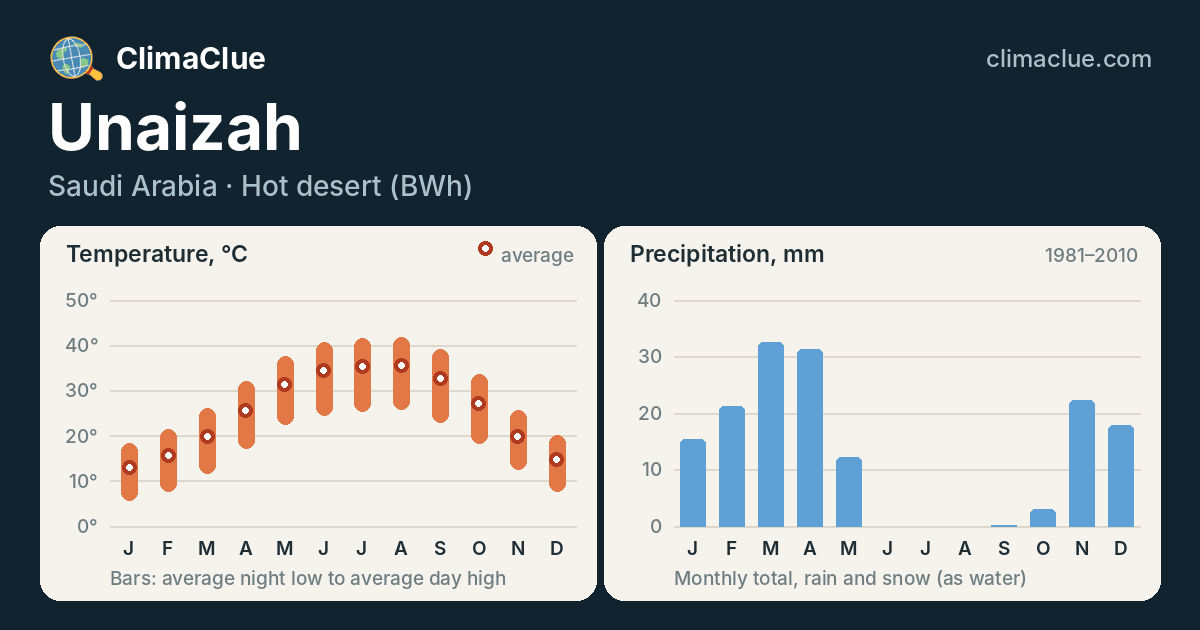 ClimaClue
climaclue.com
Unaizah
Saudi Arabia · Hot desert (BWh)
Temperature, °C
average
50°
40°
30°
20°
10°
0°
J F M A M J J A S O N D
Bars: average night low to average day high
Precipitation, mm
1981–2010
40
30
20
10
0
J F M A M J J A S O N D
Monthly total, rain and snow (as water)